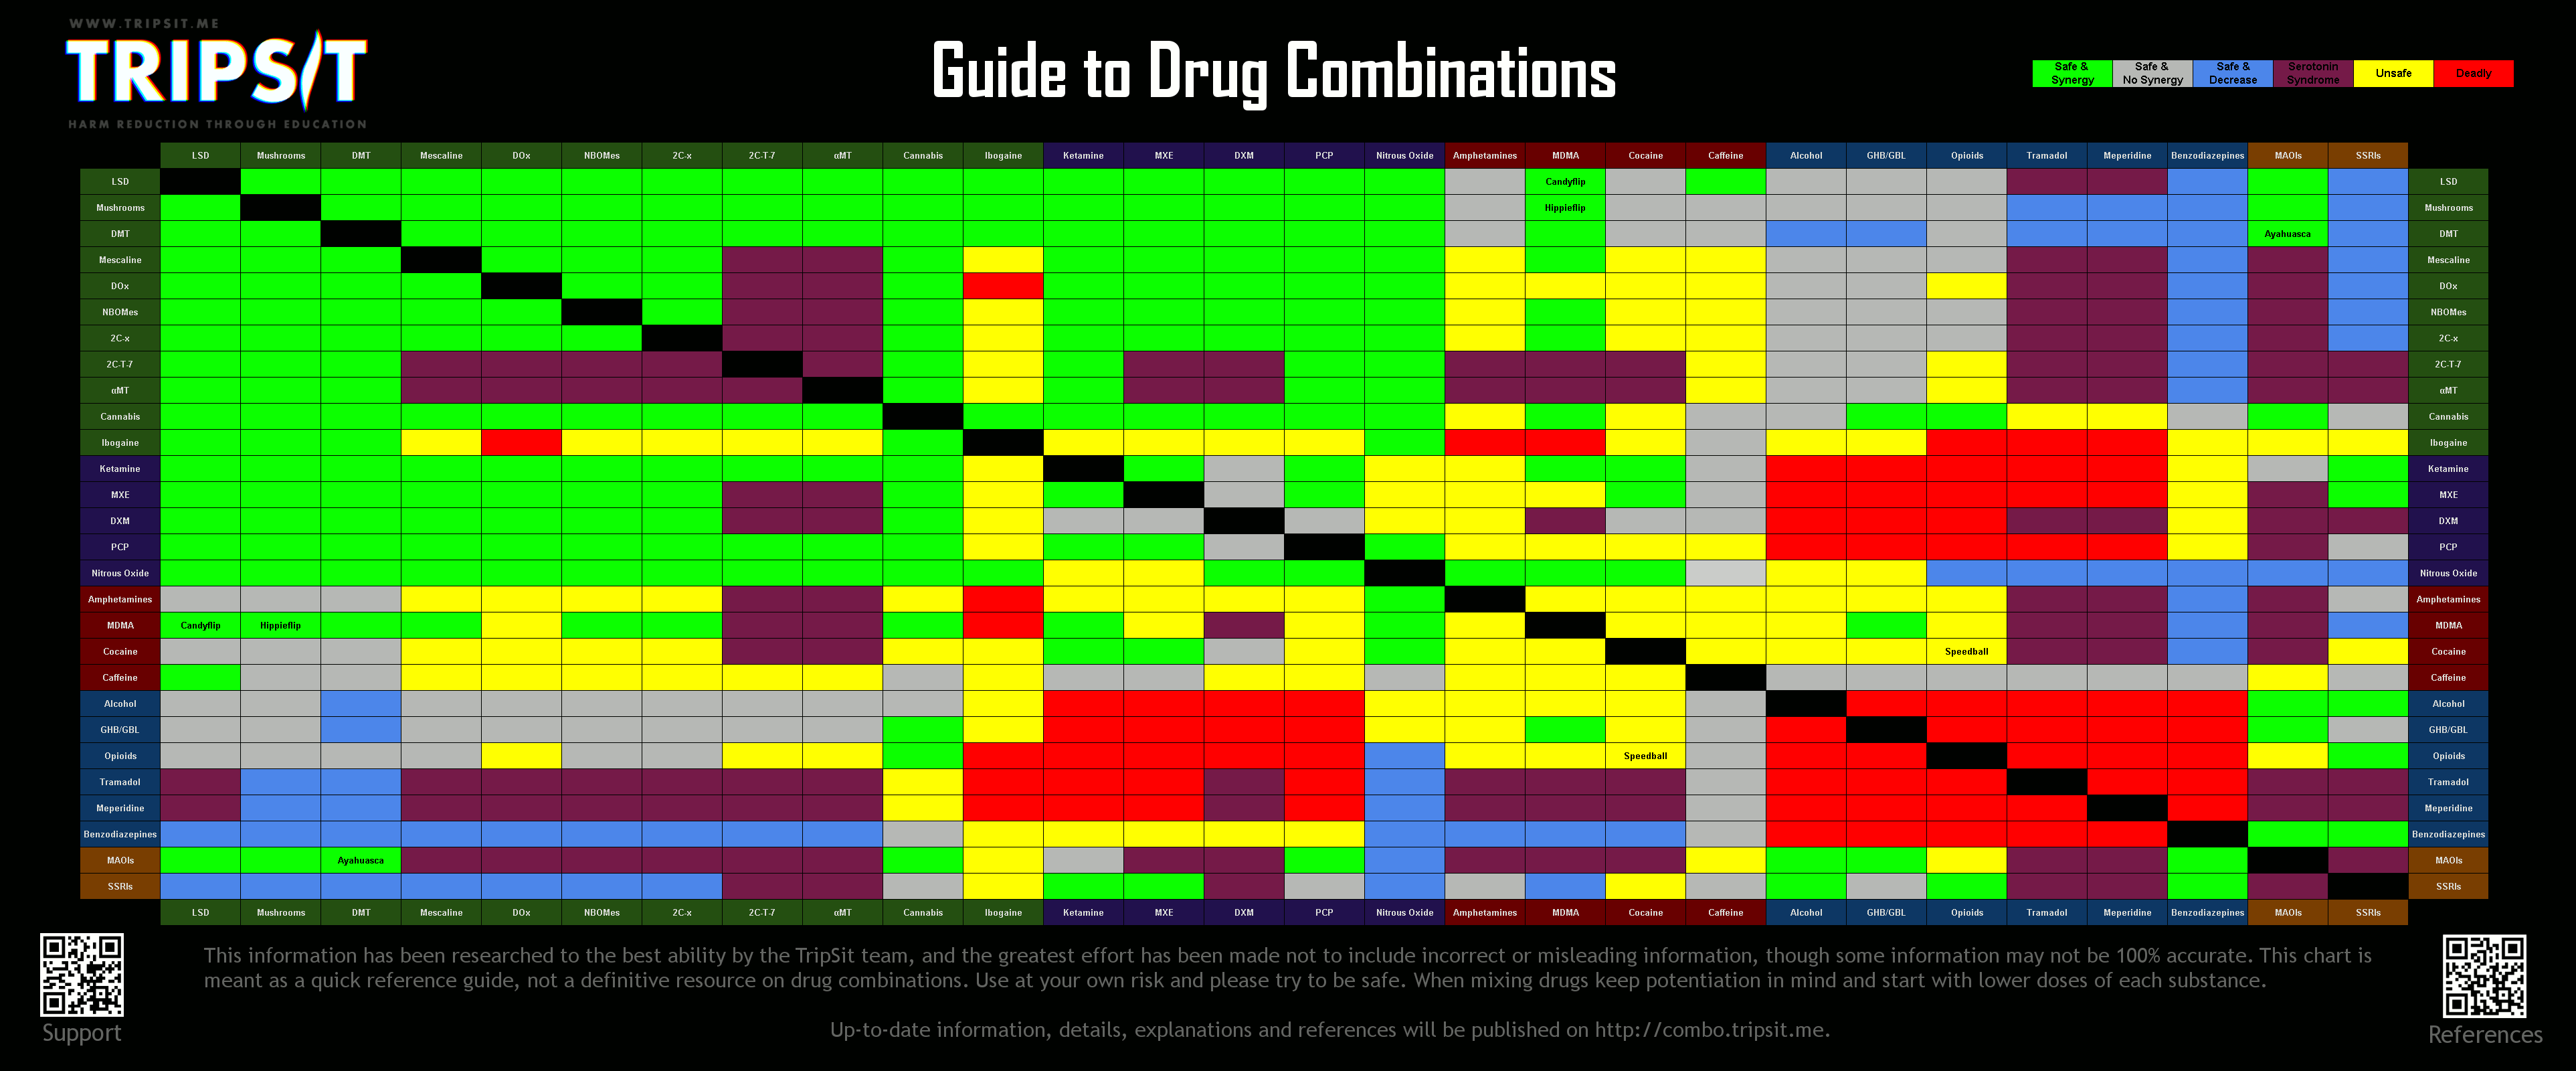 WWW.TRIPSIT.ME
TRIPSIT
HARM REDUCTION THROUGH EDUCATION
Guide to Drug Combinations
Safe & Synergy Safe & No Synergy Safe & Decrease Serotonin Syndrome Unsafe Deadly
LSD Mushrooms DMT Mescaline DOx NBOMes 2C-x 2C-T-7 αMT Cannabis Ibogaine Ketamine MXE DXM PCP Nitrous Oxide Amphetamines MDMA Cocaine Caffeine Alcohol GHB/GBL Opioids Tramadol Meperidine Benzodiazepines MAOIs SSRIs
LSD Candyflip LSD
Mushrooms Hippieflip Mushrooms
DMT Ayahuasca DMT
Mescaline Mescaline
DOx DOx
NBOMes NBOMes
2C-x 2C-x
2C-T-7 2C-T-7
αMT αMT
Cannabis Cannabis
Ibogaine Ibogaine
Ketamine Ketamine
MXE MXE
DXM DXM
PCP PCP
Nitrous Oxide Nitrous Oxide
Amphetamines Amphetamines
MDMA Candyflip Hippieflip MDMA
Cocaine Speedball Cocaine
Caffeine Caffeine
Alcohol Alcohol
GHB/GBL GHB/GBL
Opioids Speedball Opioids
Tramadol Tramadol
Meperidine Meperidine
Benzodiazepines Benzodiazepines
MAOIs Ayahuasca MAOIs
SSRIs SSRIs
LSD Mushrooms DMT Mescaline DOx NBOMes 2C-x 2C-T-7 αMT Cannabis Ibogaine Ketamine MXE DXM PCP Nitrous Oxide Amphetamines MDMA Cocaine Caffeine Alcohol GHB/GBL Opioids Tramadol Meperidine Benzodiazepines MAOIs SSRIs
This information has been researched to the best ability by the TripSit team, and the greatest effort has been made not to include incorrect or misleading information, though some information may not be 100% accurate. This chart is
meant as a quick reference guide, not a definitive resource on drug combinations. Use at your own risk and please try to be safe. When mixing drugs keep potentiation in mind and start with lower doses of each substance.
Up-to-date information, details, explanations and references will be published on http://combo.tripsit.me.
Support
References